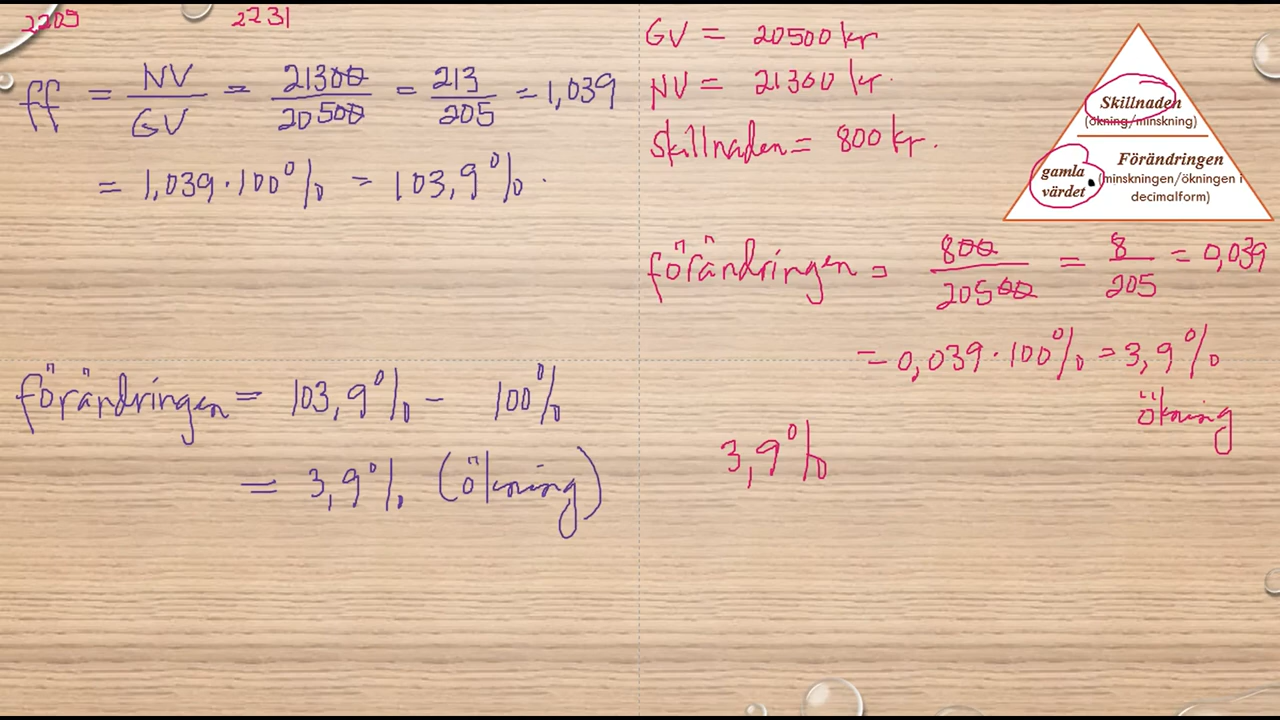 2205 2231
ff = NV/GV = 21300/20500 = 213/205 = 1,039
= 1,039 · 100% = 103,9% .
förändringen = 103,9% - 100%
= 3,9% (ökning)
GV = 20500 kr
NV = 21300 kr.
Skillnaden = 800 kr.
Skillnaden
(ökning/minskning)
gamla värdet
Förändringen
(minskningen/ökningen i
decimalform)
förändringen = 800/20500 = 8/205 = 0,039
= 0,039 · 100% = 3,9%
ökning
3,9%